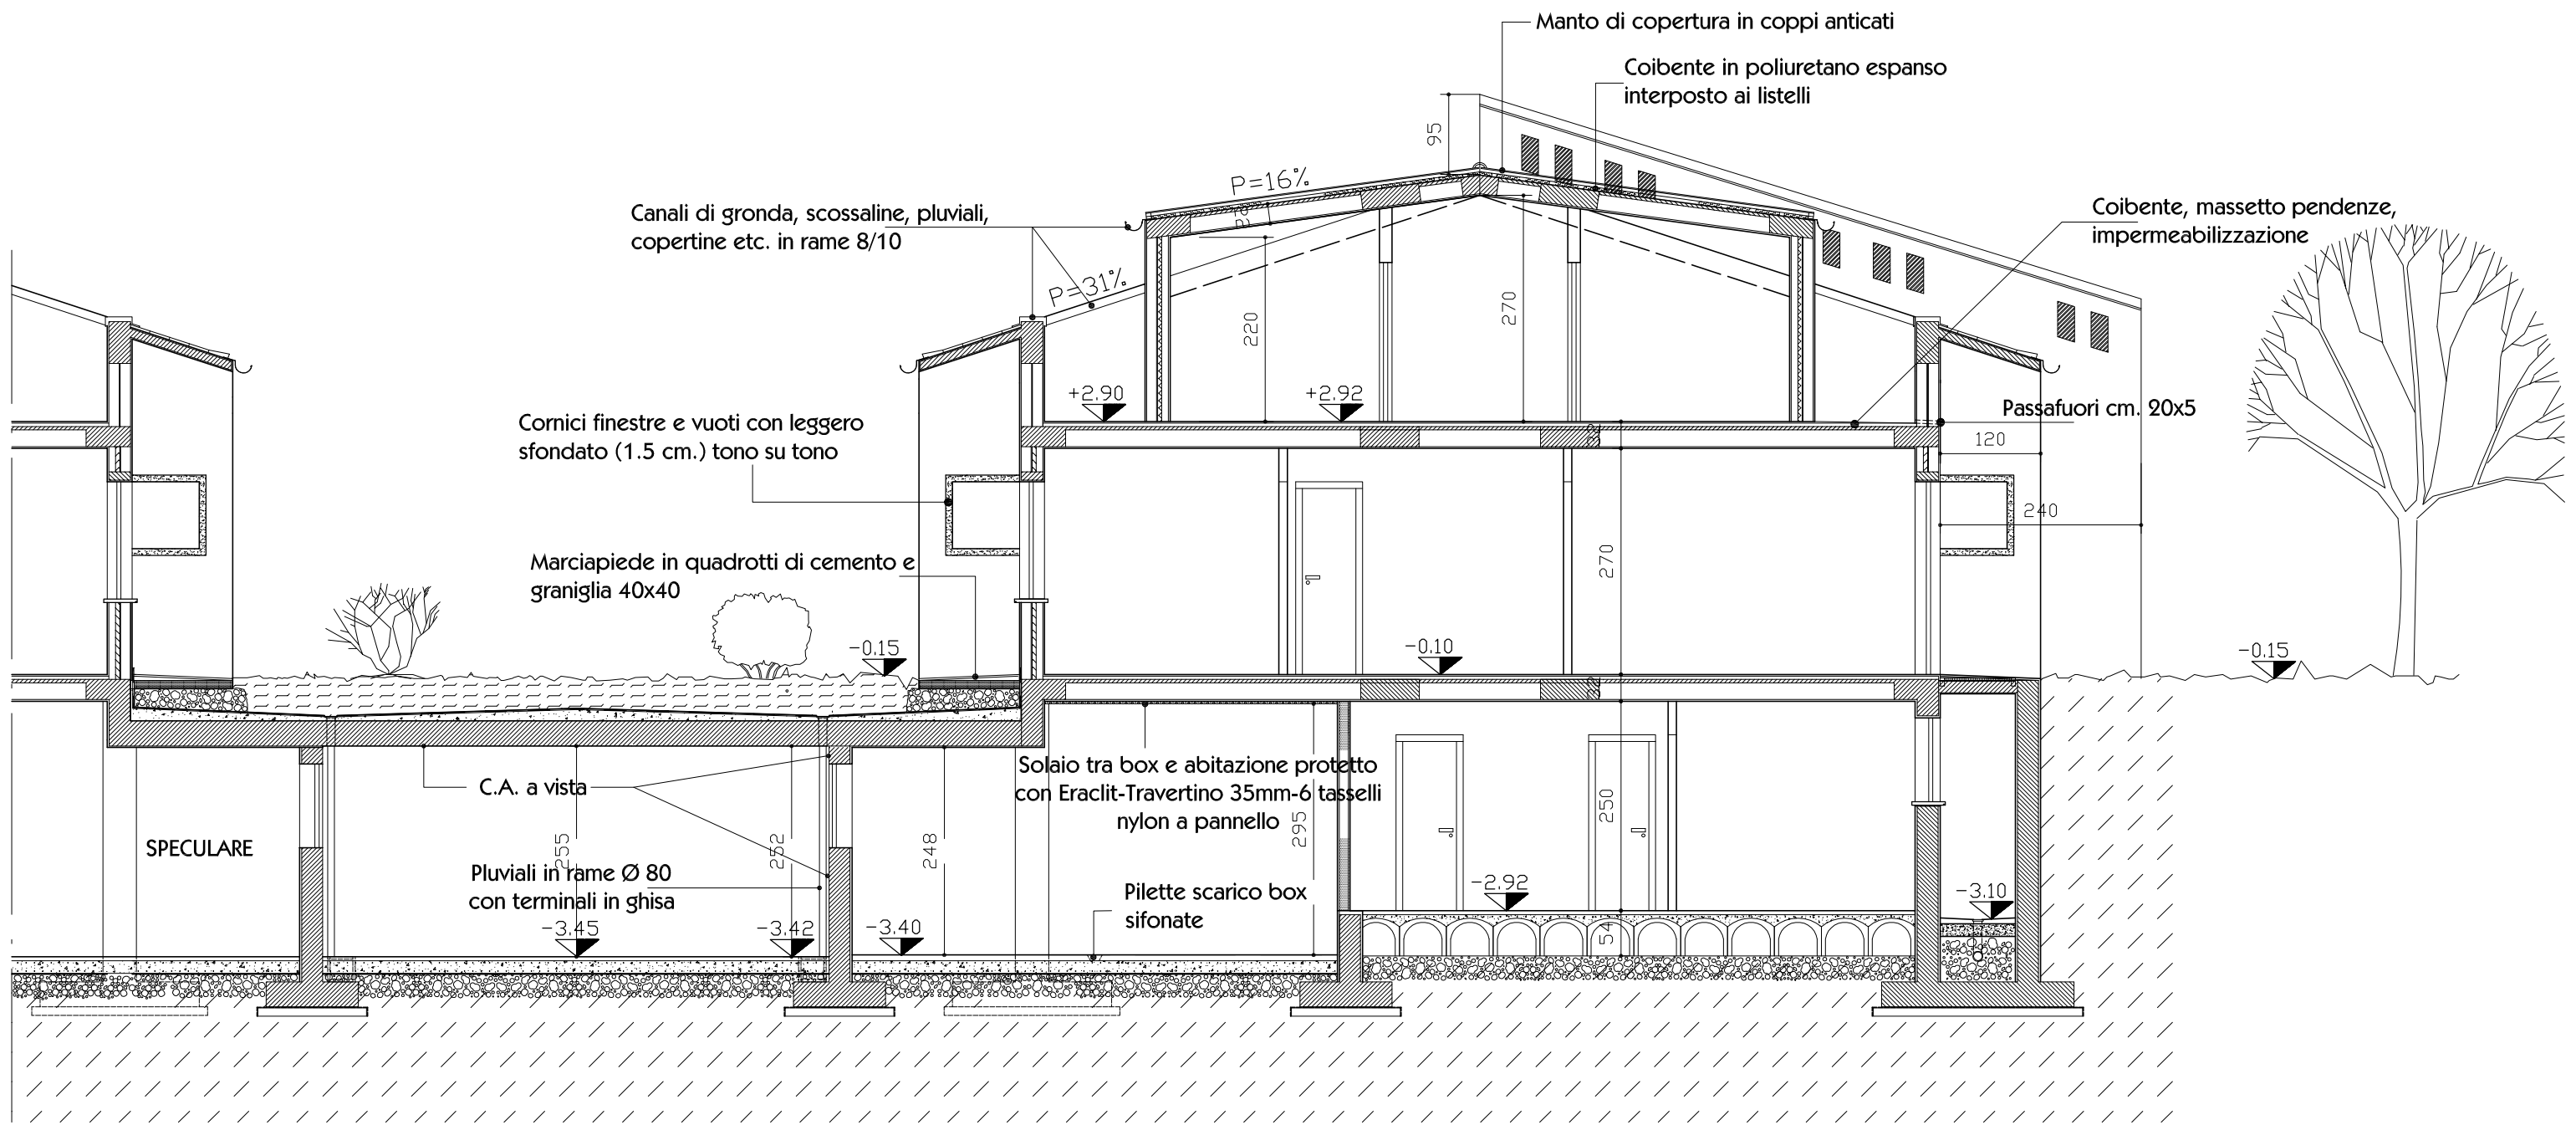 Manto di copertura in coppi anticati
Coibente in poliuretano espanso
interposto ai listelli
95
P=16%
Canali di gronda, scossaline, pluviali,
copertine etc. in rame 8/10
Coibente, massetto pendenze,
impermeabilizzazione
P=31%
220
270
+2.90
+2.92
Passafuori cm. 20x5
Cornici finestre e vuoti con leggero
sfondato (1.5 cm.) tono su tono
32
120
240
Marciapiede in quadrotti di cemento e
graniglia 40x40
270
-0.15
-0.10
-0.15
32
Solaio tra box e abitazione protetto
con Eraclit-Travertino 35mm-6 tasselli
nylon a pannello
C.A. a vista
SPECULARE
255
252
248
295
250
Pluviali in rame Ø 80
con terminali in ghisa
Pilette scarico box
sifonate
-2.92
-3.10
-3.45
-3.42
-3.40
54